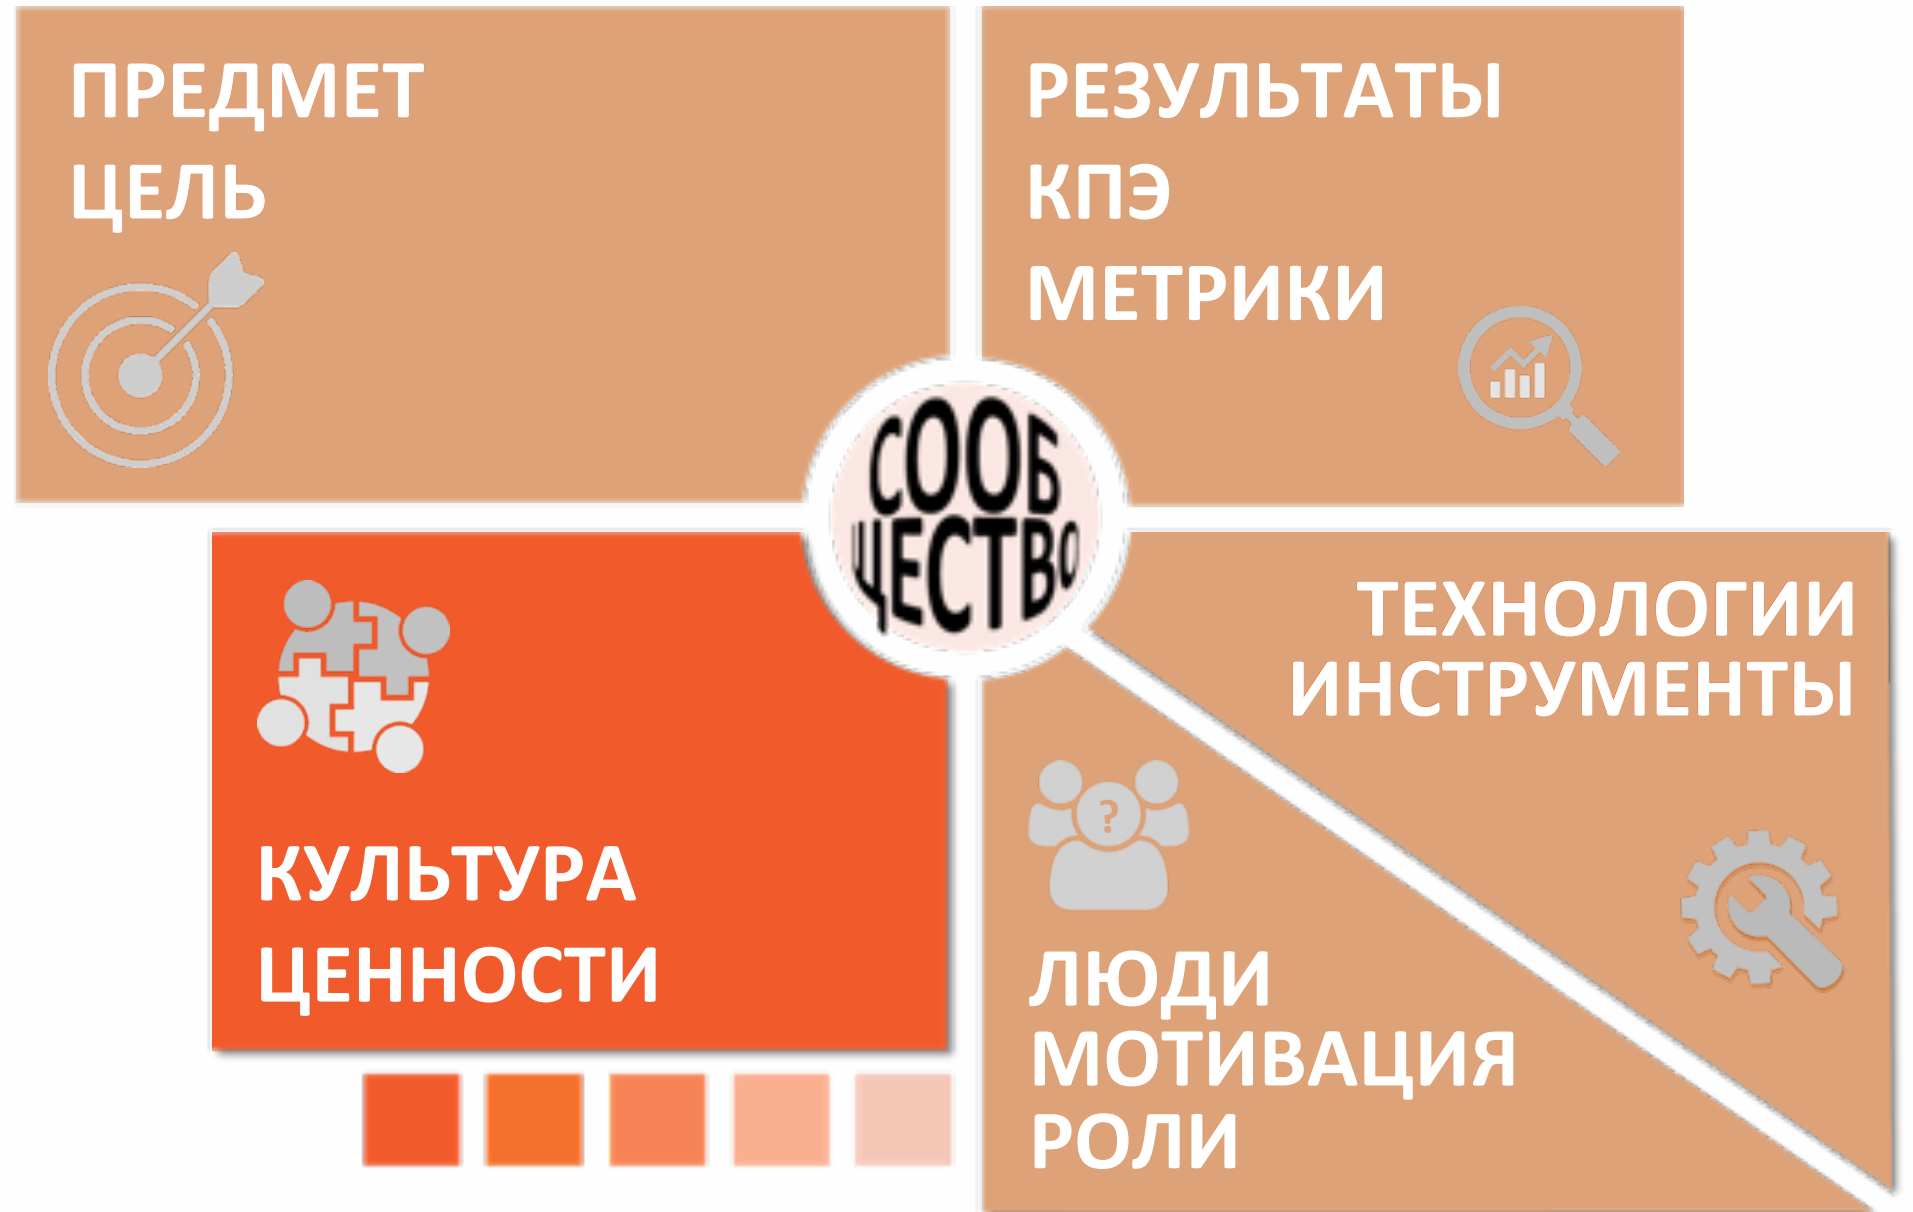 ПРЕДМЕТ
ЦЕЛЬ
РЕЗУЛЬТАТЫ
КПЭ
МЕТРИКИ
СООБ
ЩЕСТВО
ТЕХНОЛОГИИ
ИНСТРУМЕНТЫ
КУЛЬТУРА
ЦЕННОСТИ
?
ЛЮДИ
МОТИВАЦИЯ
РОЛИ